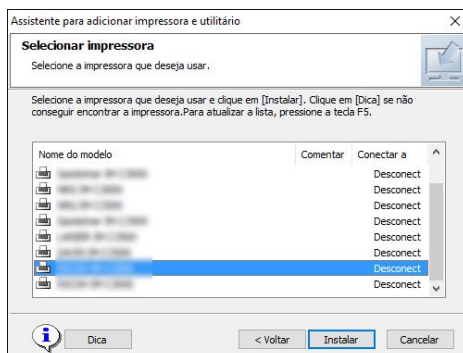 Assistente para adicionar impressora e utilitário
Selecionar impressora
Selecione a impressora que deseja usar.
Selecione a impressora que deseja usar e clique em [Instalar]. Clique em [Dica] se não
conseguir encontrar a impressora.Para atualizar a lista, pressione a tecla F5.
Nome do modelo Comentar Conectar a
Desconect
Desconect
Desconect
Desconect
Desconect
Desconect
Desconect
Desconect
Dica < Voltar Instalar Cancelar